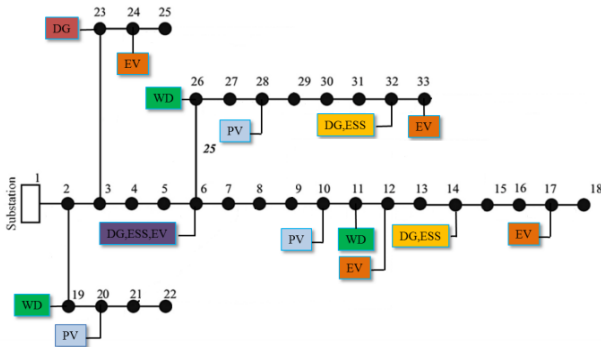 23 24 25
DG
EV
26 27 28 29 30 31 32 33
WD
PV
DG,ESS
EV
25
Substation
1
2 3 4 5 6 7 8 9 10 11 12 13 14 15 16 17 18
DG,ESS,EV
PV
WD
DG,ESS
EV
EV
WD
19 20 21 22
PV